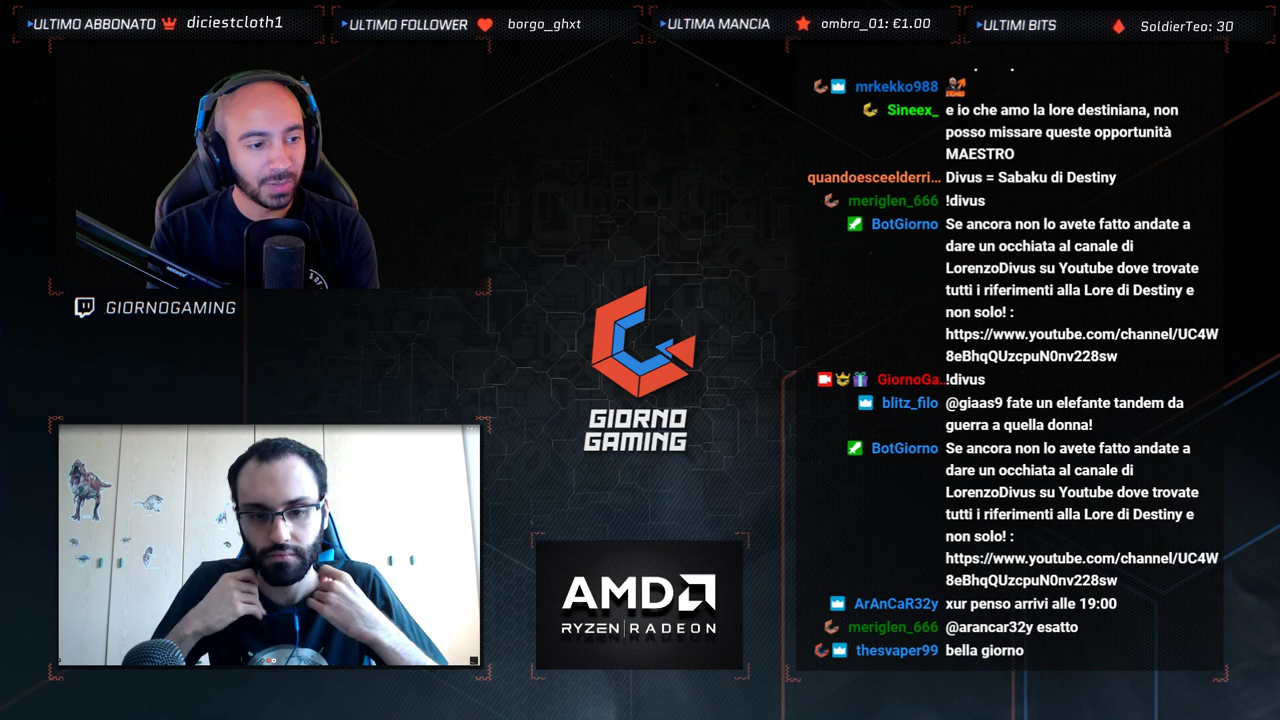 ULTIMO ABBONATO diciestcloth1
ULTIMO FOLLOWER borgo_ghxt
ULTIMA MANCIA ombra_01: €1.00
ULTIMI BITS SoldierTea: 30
GIORNOGAMING
GIORNO
GAMING
AMD
RYZEN | RADEON
mrkekko988
Sineex_ e io che amo la lore destiniana, non
posso missare queste opportunità
MAESTRO
quandoesceelderri... Divus = Sabaku di Destiny
meriglen_666 !divus
BotGiorno Se ancora non lo avete fatto andate a
dare un occhiata al canale di
LorenzoDivus su Youtube dove trovate
tutti i riferimenti alla Lore di Destiny e
non solo! :
https://www.youtube.com/channel/UC4W
8eBhqQUzcpuN0nv228sw
GiornoGa... !divus
blitz_filo @giaas9 fate un elefante tandem da
guerra a quella donna!
BotGiorno Se ancora non lo avete fatto andate a
dare un occhiata al canale di
LorenzoDivus su Youtube dove trovate
tutti i riferimenti alla Lore di Destiny e
non solo! :
https://www.youtube.com/channel/UC4W
8eBhqQUzcpuN0nv228sw
ArAnCaR32y xur penso arrivi alle 19:00
meriglen_666 @arancar32y esatto
thesvaper99 bella giorno